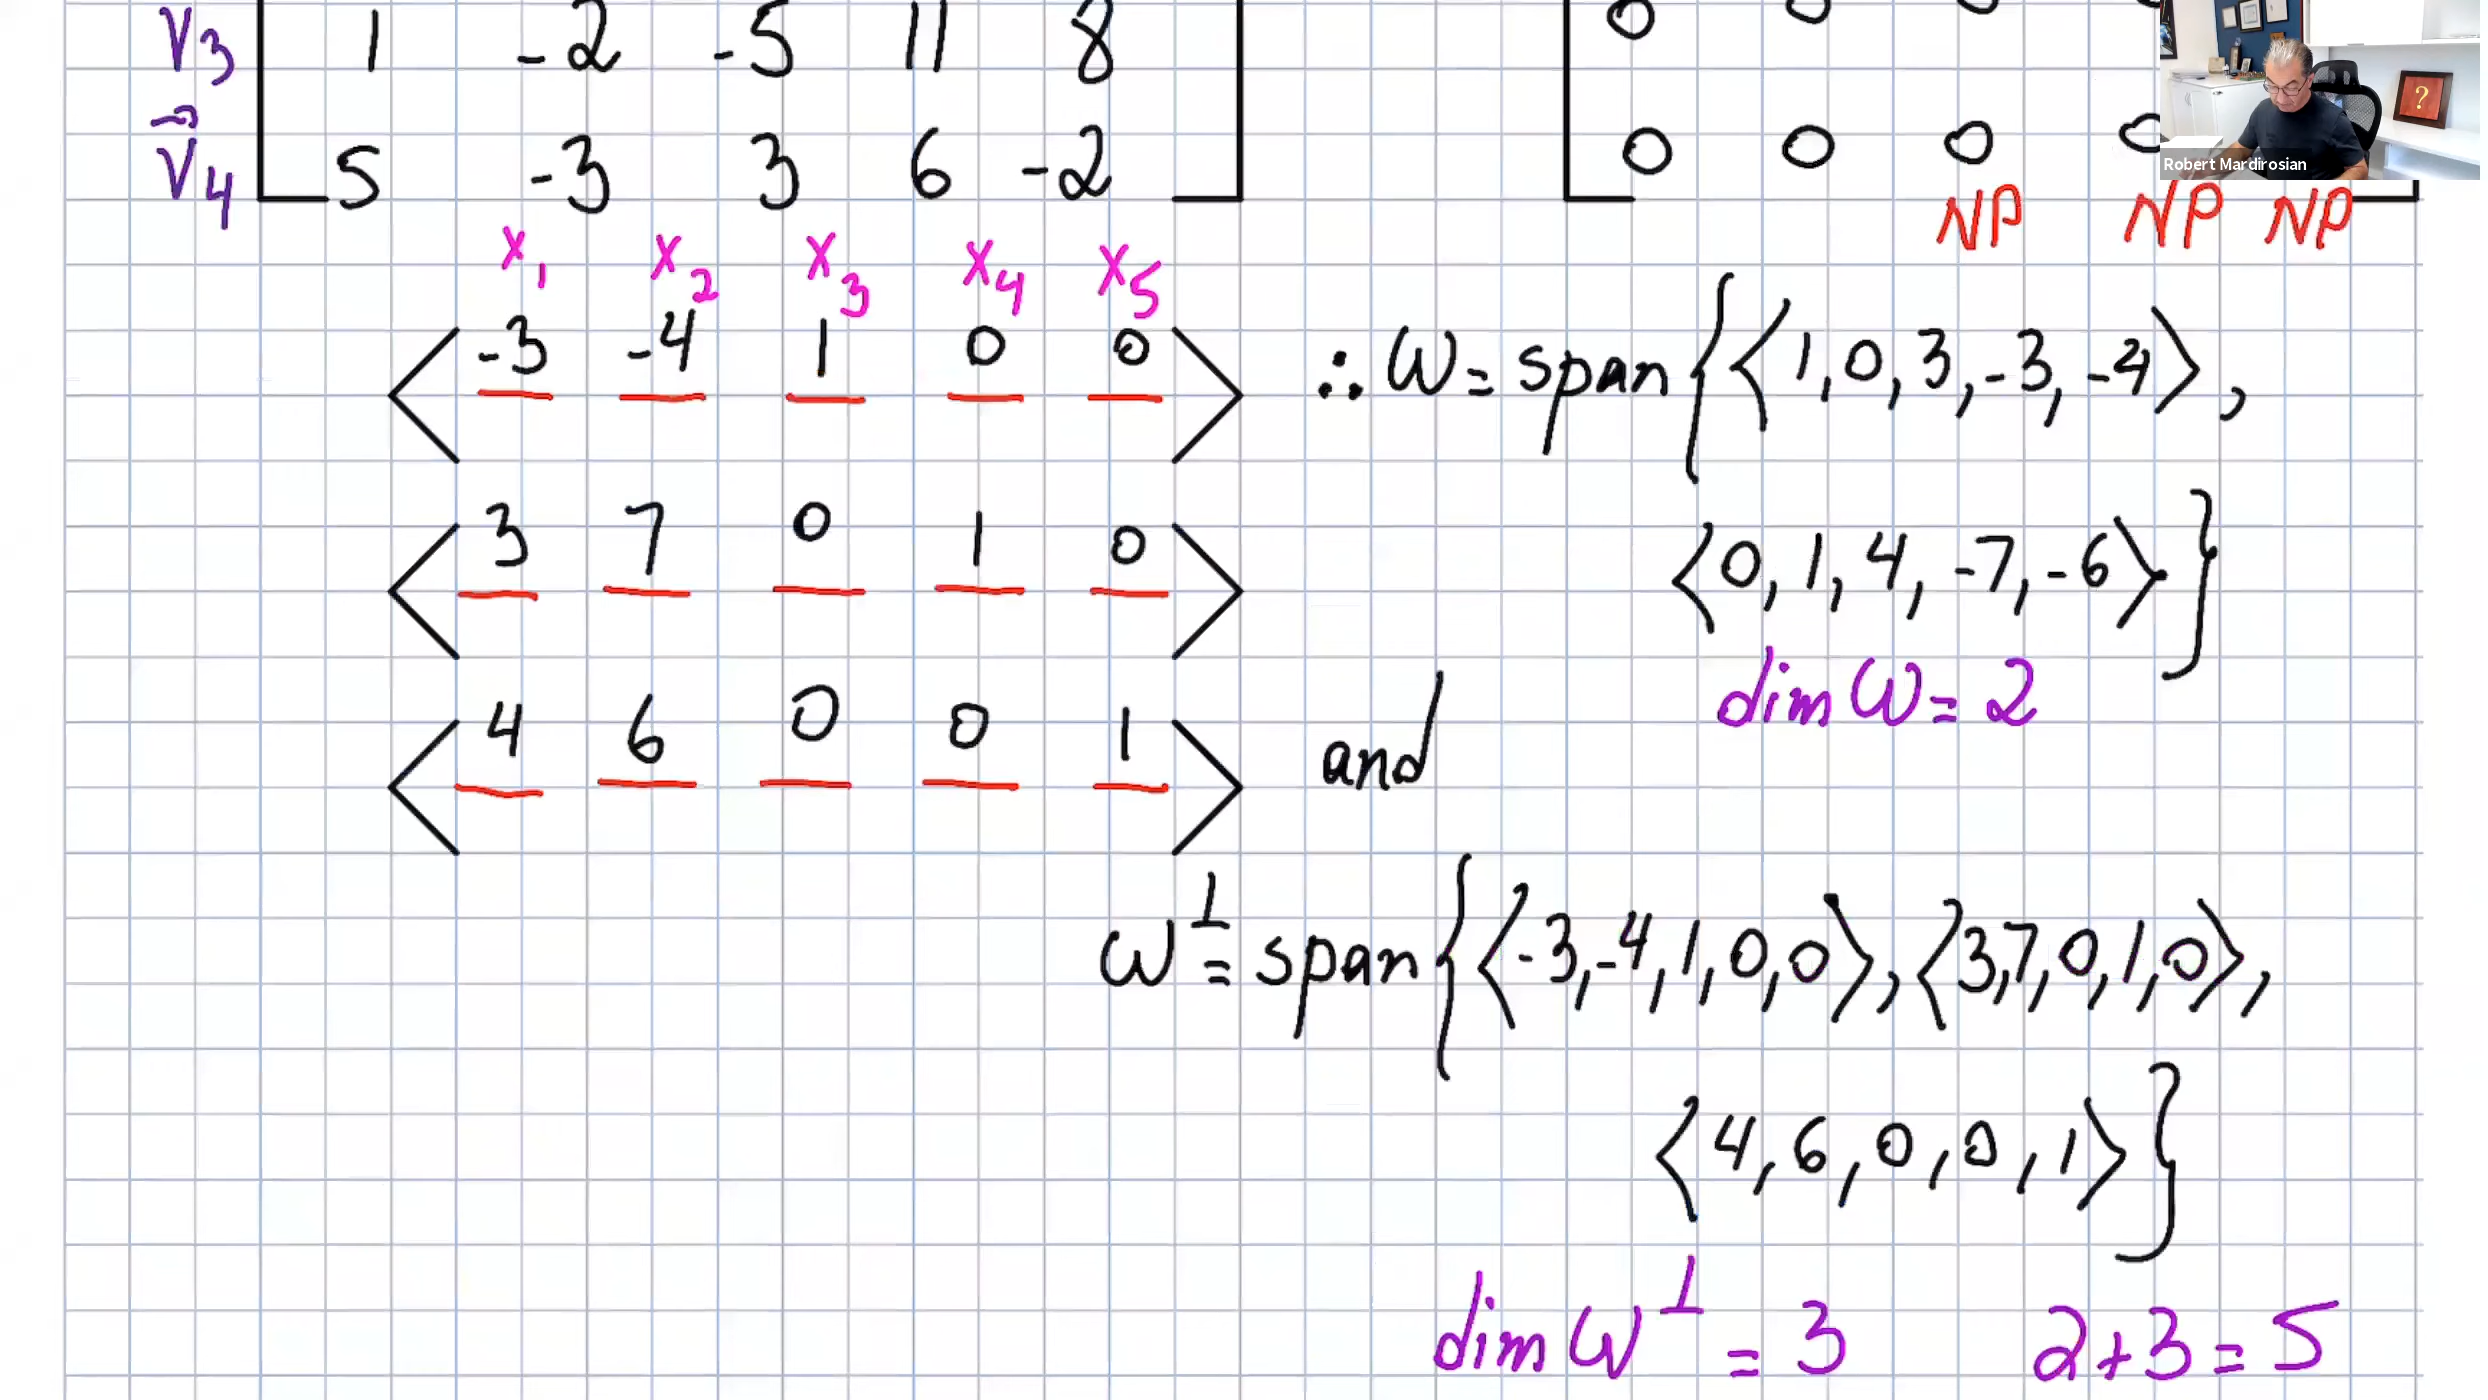 V3 1 -2 -5 11 8 0 0 0
V4 5 -3 3 6 -2 0 0 0 0
?
Robert Mardirosian
NP NP NP
x1 x2 x3 x4 x5
<-3 -4 1 0 0> ∴ W = span{<1, 0, 3, -3, -4>,
<3 7 0 1 0> <0, 1, 4, -7, -6>}
dim W = 2
<4 6 0 0 1> and
W⊥ = span{<-3, -4, 1, 0, 0>, <3, 7, 0, 1, 0>,
<4, 6, 0, 0, 1>}
dim W⊥ = 3 2+3=5